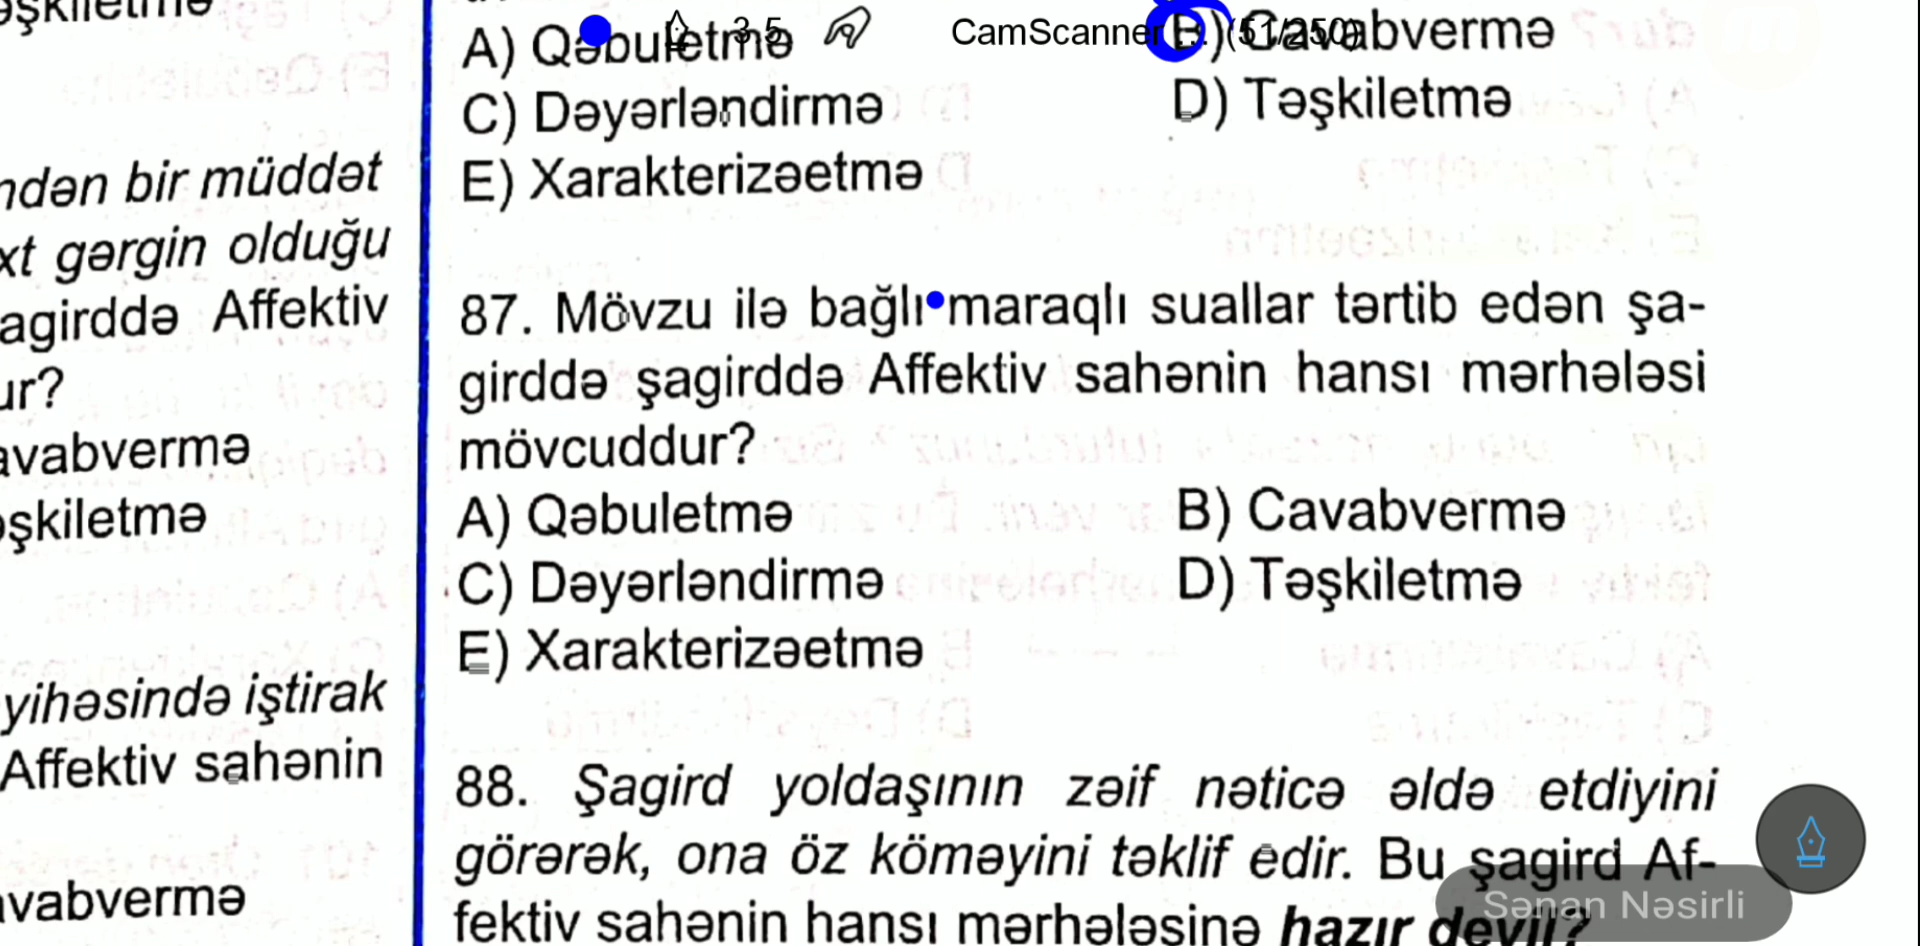 ndən bir müddət
xt gərgin olduğu
agirddə Affektiv
ur?
avabvermə
əşkiletmə
yihəsində iştirak
Affektiv sahənin
avabvermə
3.5 CamScanner (51/250)
A) Qəbuletmə B) Cavabvermə
C) Dəyərləndirmə D) Təşkiletmə
E) Xarakterizəetmə
87. Mövzu ilə bağlı maraqlı suallar tərtib edən şa-
girddə şagirddə Affektiv sahənin hansı mərhələsi
mövcuddur?
A) Qəbuletmə B) Cavabvermə
C) Dəyərləndirmə D) Təşkiletmə
E) Xarakterizəetmə
88. Şagird yoldaşının zəif nəticə əldə etdiyini
görərək, ona öz köməyini təklif edir. Bu şagird Af-
fektiv sahənin hansı mərhələsinə hazır deyil?
Sənan Nəsirli